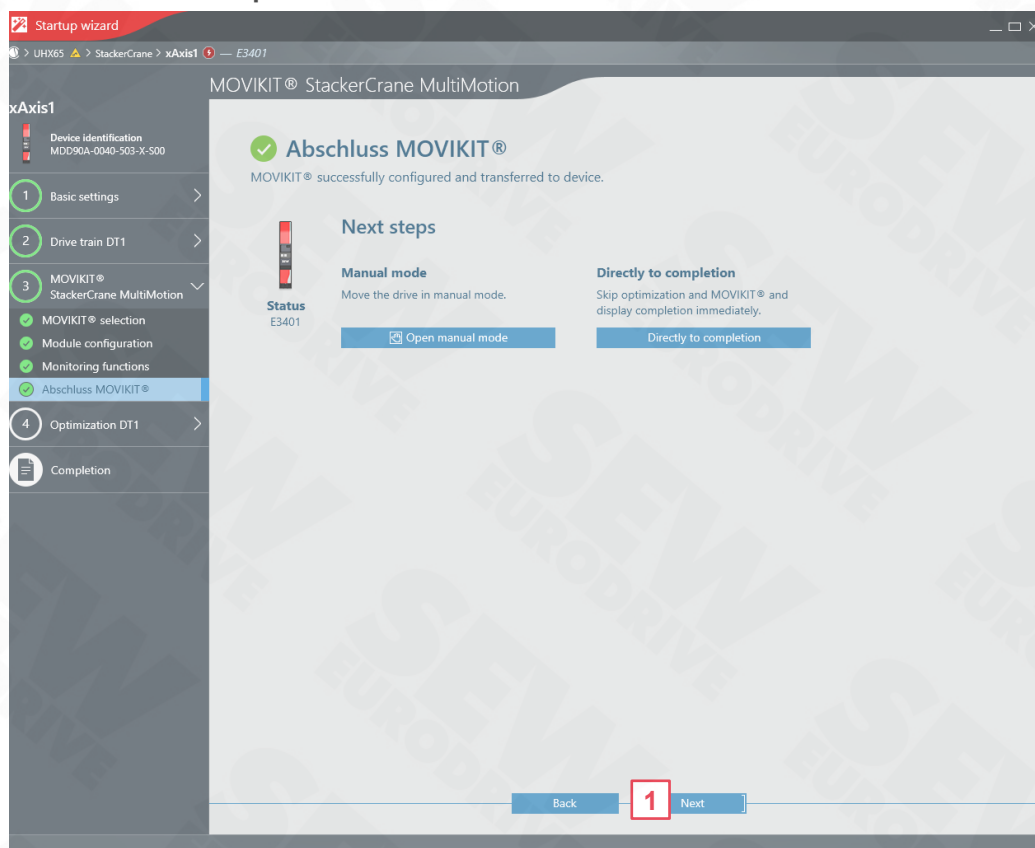 Startup wizard
> UHX65 > StackerCrane > xAxis1 — E3401
MOVIKIT® StackerCrane MultiMotion
xAxis1
Device identification
MDD90A-0040-503-X-S00
1 Basic settings
2 Drive train DT1
3 MOVIKIT®
StackerCrane MultiMotion
MOVIKIT® selection
Module configuration
Monitoring functions
Abschluss MOVIKIT®
4 Optimization DT1
Completion
Abschluss MOVIKIT®
MOVIKIT® successfully configured and transferred to device.
Status
E3401
Next steps
Manual mode
Move the drive in manual mode.
Open manual mode
Directly to completion
Skip optimization and MOVIKIT® and
display completion immediately.
Directly to completion
Back
1
Next
SEW
EURODRIVE